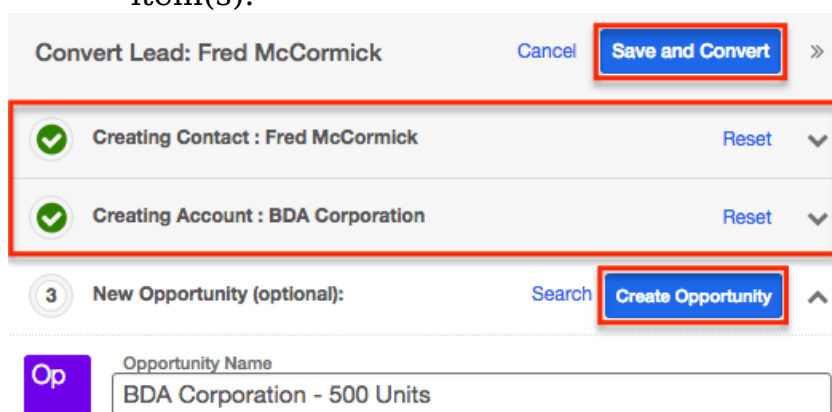 item(s):
Convert Lead: Fred McCormick Cancel Save and Convert »
Creating Contact : Fred McCormick Reset
Creating Account : BDA Corporation Reset
3 New Opportunity (optional): Search Create Opportunity
Op Opportunity Name
BDA Corporation - 500 Units